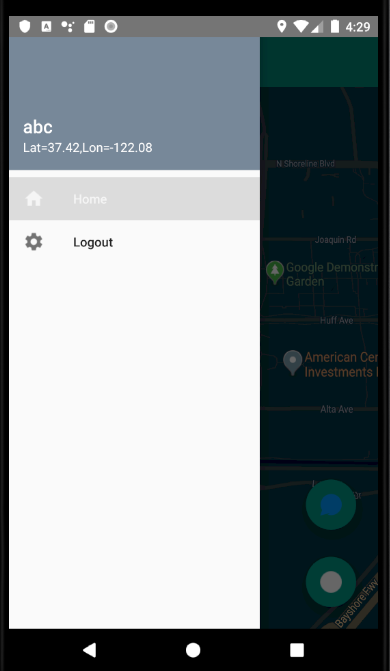 4:29
abc
Lat=37.42,Lon=-122.08
Home
Logout
N Shoreline Blvd
Joaquin Rd
Google Demonstr
Garden
Huff Ave
American Cen
Investments
Alta Ave
Bayshore Fwy